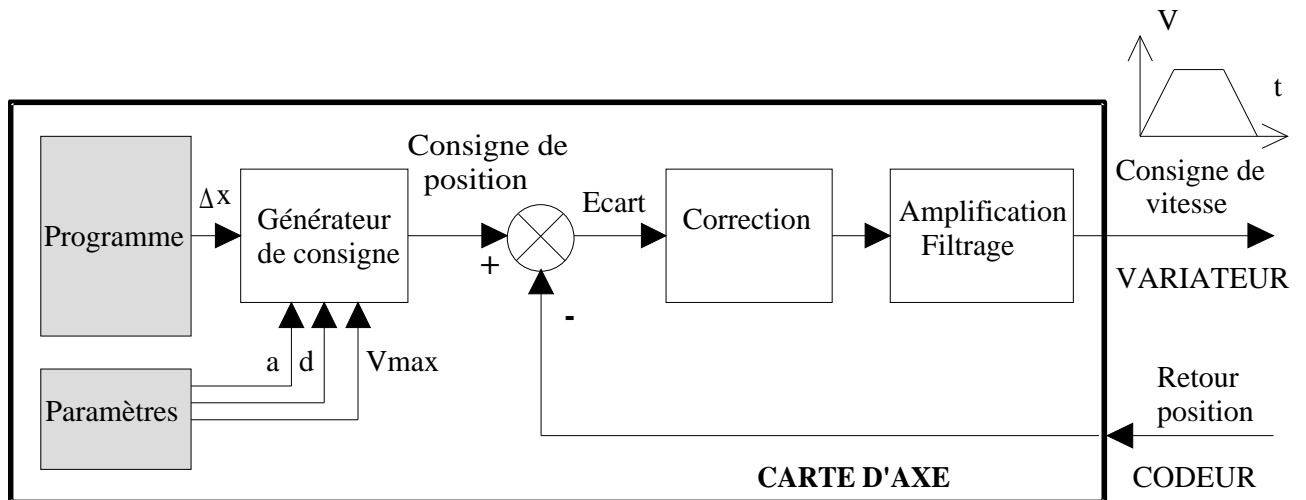 V
t
Programme
Δx
Générateur
de consigne
Consigne de
position
+
-
Ecart
Correction
Amplification
Filtrage
Consigne de
vitesse
VARIATEUR
Paramètres
a
d
Vmax
Retour
position
CARTE D'AXE
CODEUR